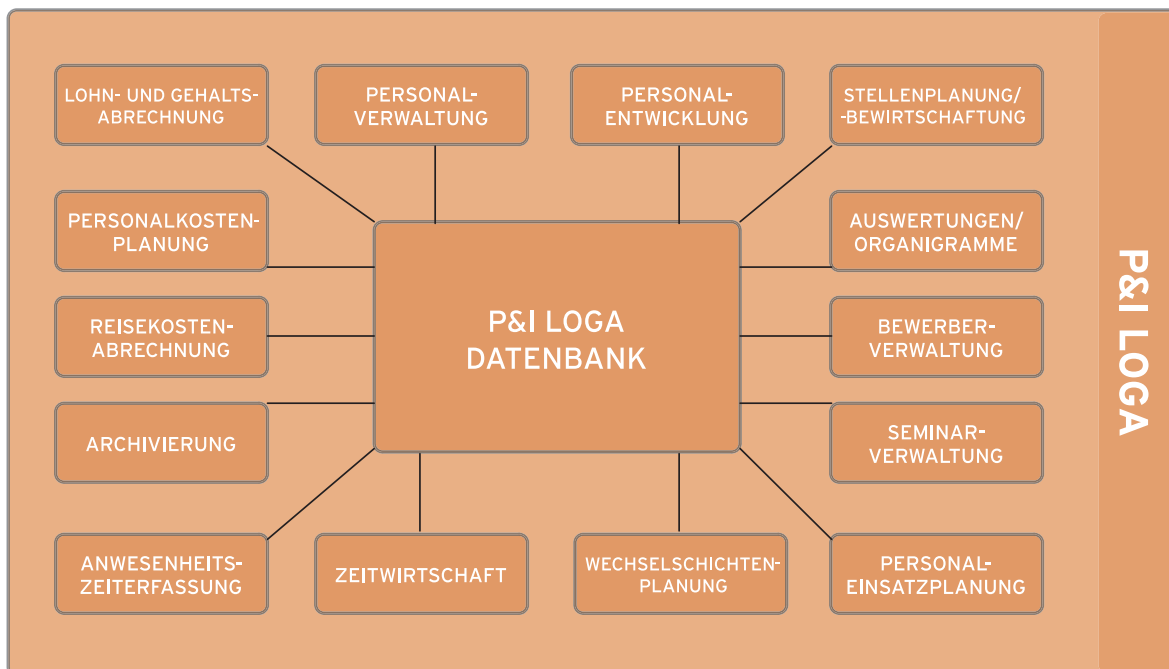 LOHN- UND GEHALTS-
ABRECHNUNG
PERSONAL-
VERWALTUNG
PERSONAL-
ENTWICKLUNG
STELLENPLANUNG/
-BEWIRTSCHAFTUNG
PERSONALKOSTEN-
PLANUNG
AUSWERTUNGEN/
ORGANIGRAMME
REISEKOSTEN-
ABRECHNUNG
P&I LOGA
DATENBANK
BEWERBER-
VERWALTUNG
ARCHIVIERUNG
SEMINAR-
VERWALTUNG
ANWESENHEITS-
ZEITERFASSUNG
ZEITWIRTSCHAFT
WECHSELSCHICHTEN-
PLANUNG
PERSONAL-
EINSATZPLANUNG
P&I LOGA